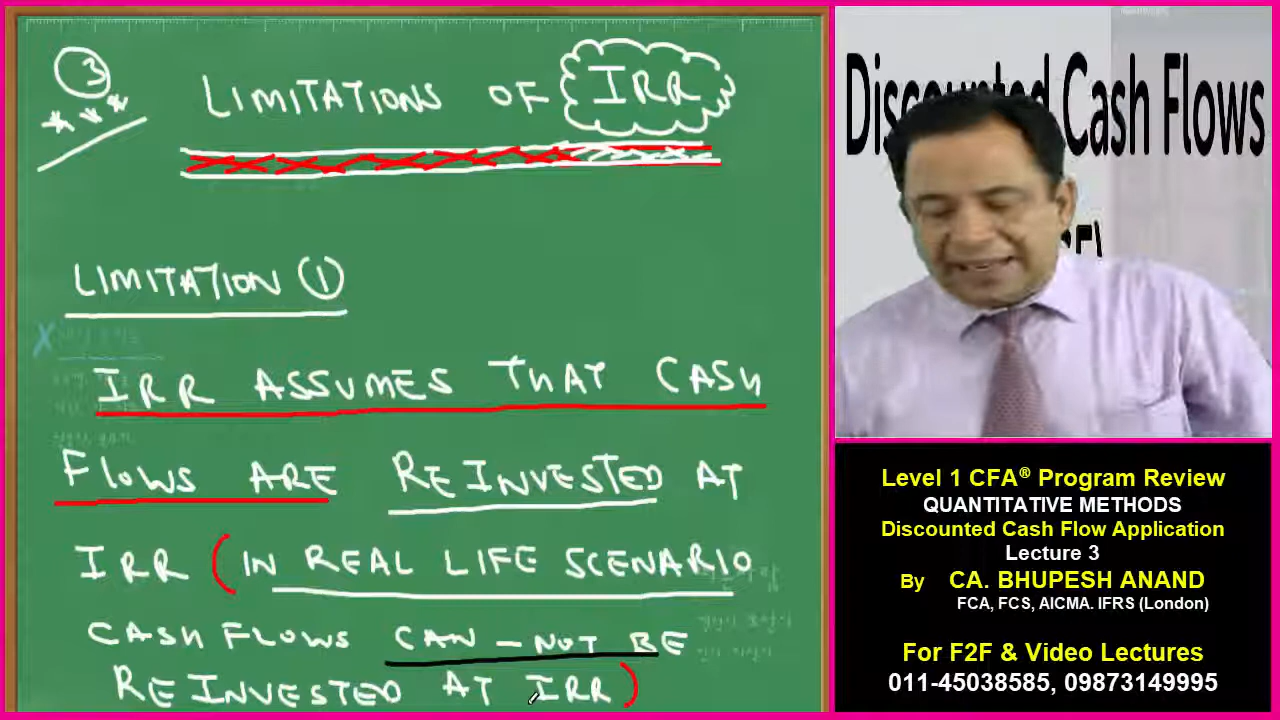 3
LIMITATIONS OF IRR
LIMITATION 1
IRR ASSUMES THAT CASH
FLOWS ARE REINVESTED AT
IRR (IN REAL LIFE SCENARIO
CASH FLOWS CAN-NOT BE
REINVESTED AT IRR)
Discounted Cash Flows
Level 1 CFA® Program Review
QUANTITATIVE METHODS
Discounted Cash Flow Application
Lecture 3
By CA. BHUPESH ANAND
FCA, FCS, AICMA. IFRS (London)
For F2F & Video Lectures
011-45038585, 09873149995